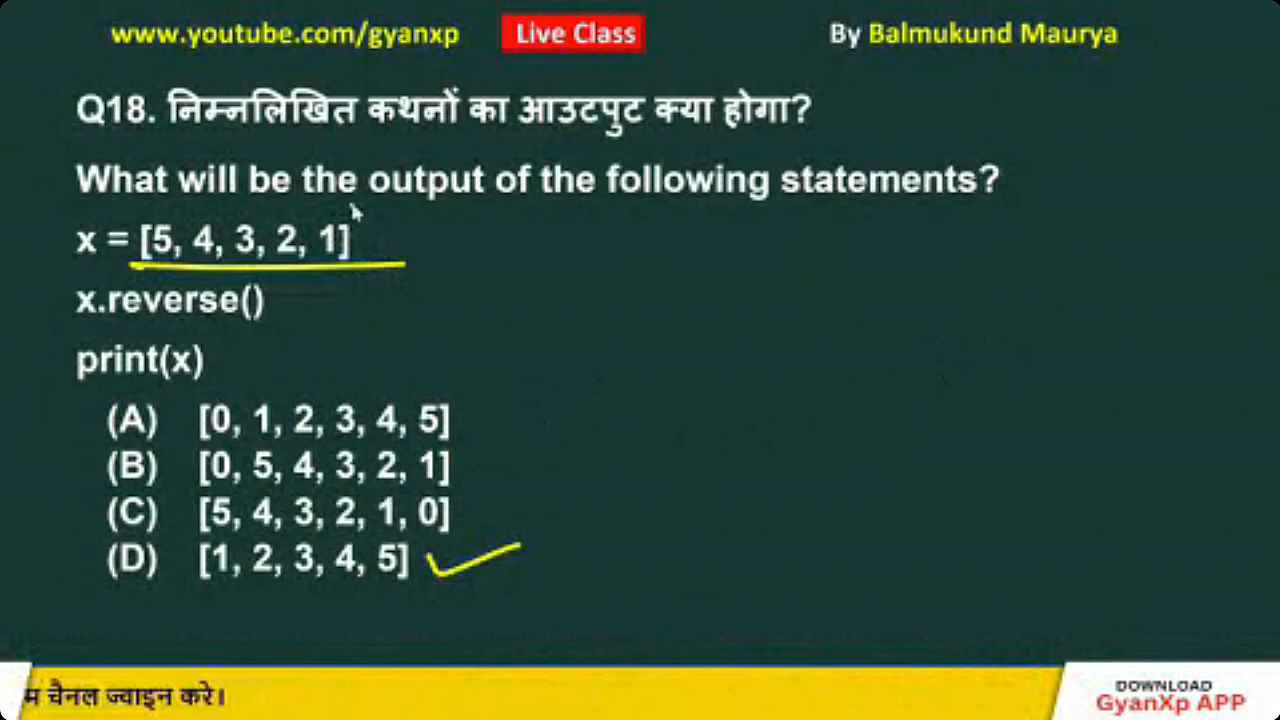 www.youtube.com/gyanxp Live Class By Balmukund Maurya
Q18. निम्नलिखित कथनों का आउटपुट क्या होगा?
What will be the output of the following statements?
x = [5, 4, 3, 2, 1]
x.reverse()
print(x)
(A) [0, 1, 2, 3, 4, 5]
(B) [0, 5, 4, 3, 2, 1]
(C) [5, 4, 3, 2, 1, 0]
(D) [1, 2, 3, 4, 5]
चैनल ज्वाइन करे।
DOWNLOAD
GyanXp APP